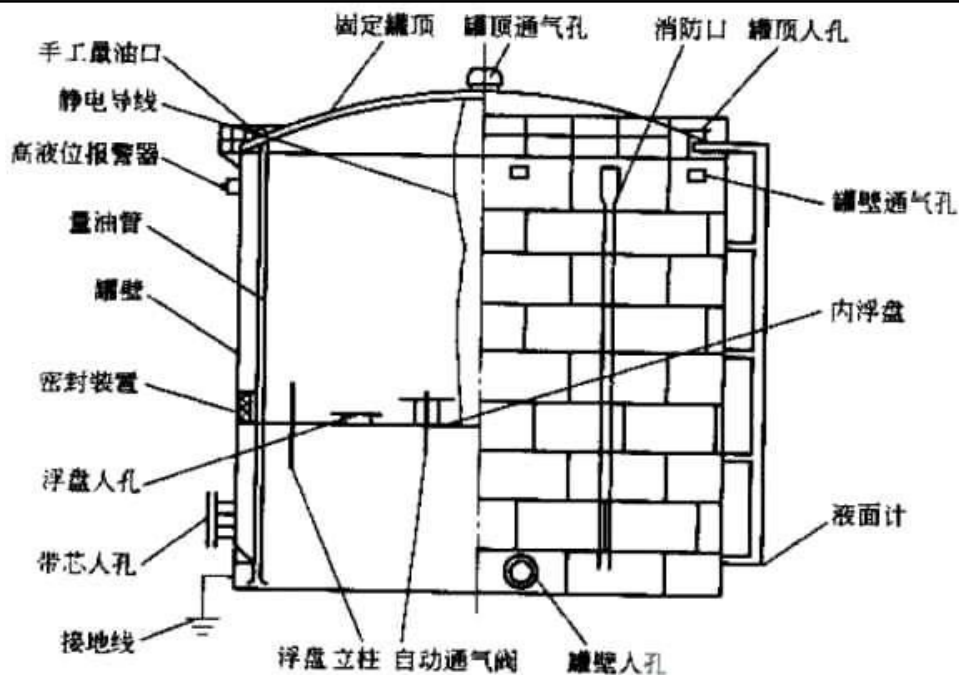 固定罐顶
罐顶通气孔
消防口
罐顶人孔
手工量油口
静电导线
高液位报警器
量油管
罐壁
密封装置
浮盘人孔
带芯人孔
接地线
罐壁通气孔
内浮盘
液面计
浮盘立柱
自动通气阀
罐壁人孔